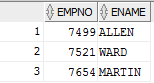 EMPNO ENAME
1 7499 ALLEN
2 7521 WARD
3 7654 MARTIN